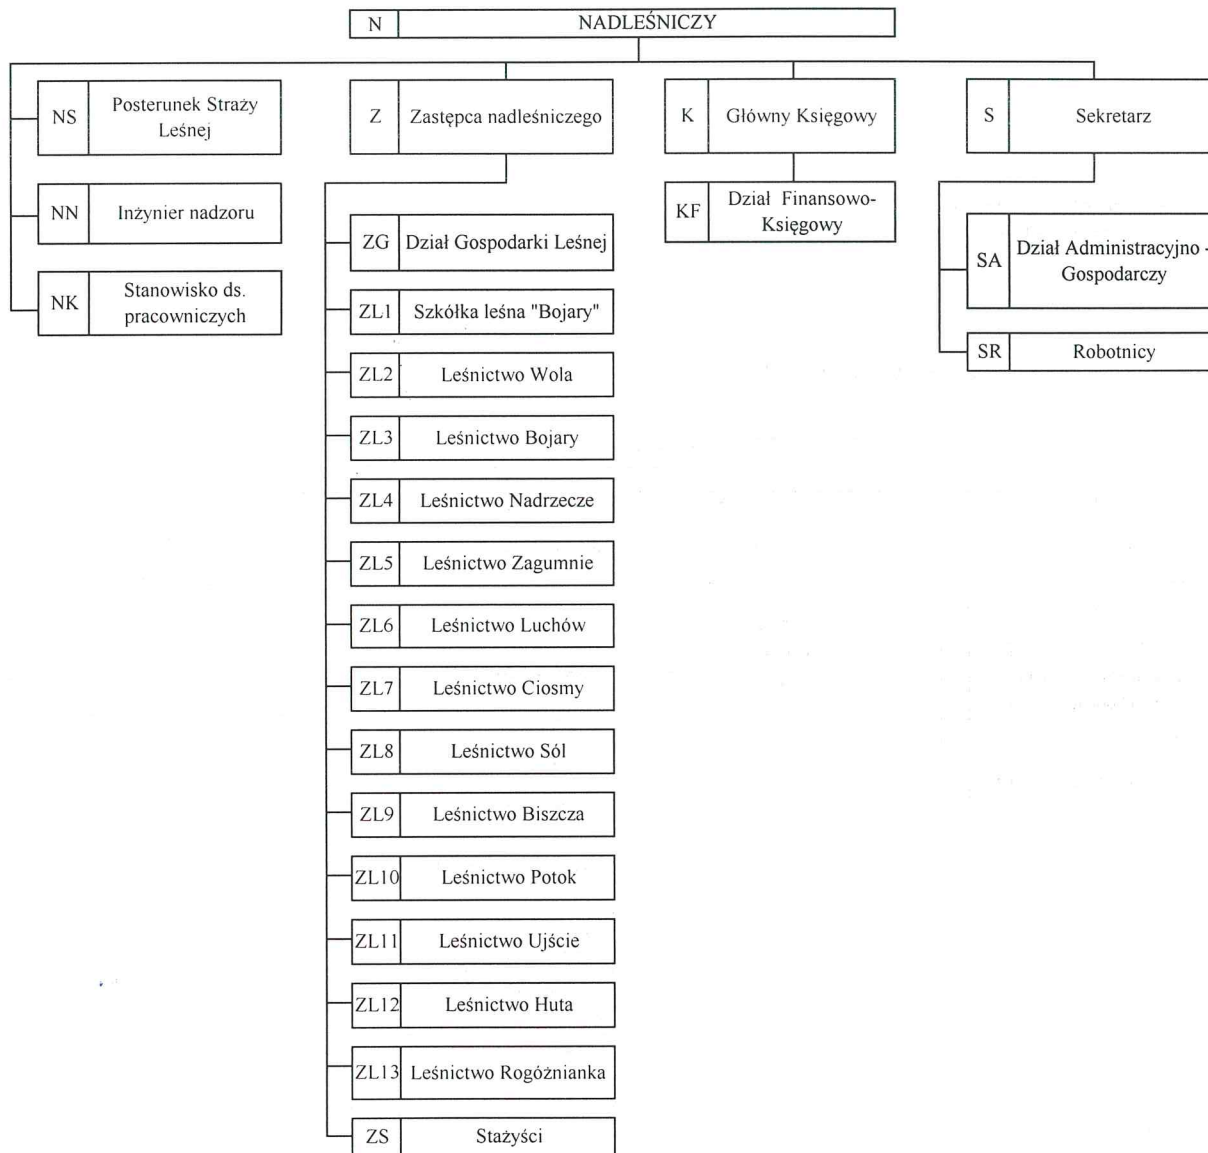 N NADLEŚNICZY
NS Posterunek Straży
Leśnej
NN Inżynier nadzoru
NK Stanowisko ds.
pracowniczych
Z Zastępca nadleśniczego
ZG Dział Gospodarki Leśnej
ZL1 Szkółka leśna "Bojary"
ZL2 Leśnictwo Wola
ZL3 Leśnictwo Bojary
ZL4 Leśnictwo Nadrzecze
ZL5 Leśnictwo Zagumnie
ZL6 Leśnictwo Luchów
ZL7 Leśnictwo Ciosmy
ZL8 Leśnictwo Sól
ZL9 Leśnictwo Biszcza
ZL10 Leśnictwo Potok
ZL11 Leśnictwo Ujście
ZL12 Leśnictwo Huta
ZL13 Leśnictwo Rogóźnianka
ZS Stażyści
K Główny Księgowy
KF Dział Finansowo-
Księgowy
S Sekretarz
SA Dział Administracyjno -
Gospodarczy
SR Robotnicy